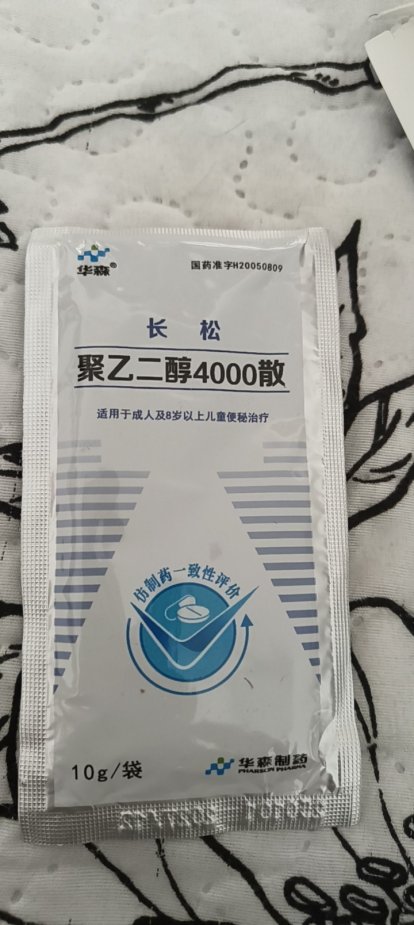 华森®
国药准字H20050809
长松
聚乙二醇4000散
适用于成人及8岁以上儿童便秘治疗
仿制药一致性评价
10g/袋
华森制药
PHARSCIN PHARMA